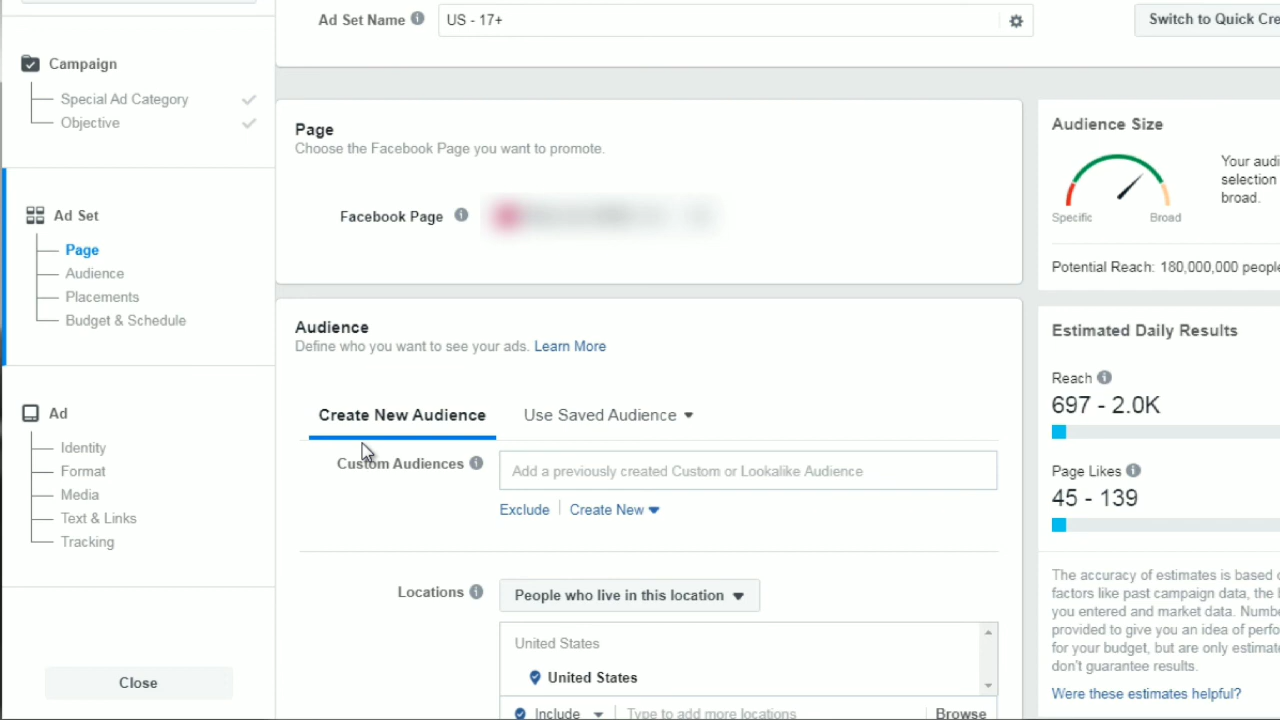 Ad Set Name
US - 17+
Switch to Quick Cre
Campaign
Special Ad Category
Objective
Ad Set
Page
Audience
Placements
Budget & Schedule
Ad
Identity
Format
Media
Text & Links
Tracking
Close
Page
Choose the Facebook Page you want to promote.
Facebook Page
Audience
Define who you want to see your ads. Learn More
Create New Audience
Use Saved Audience
Custom Audiences
Add a previously created Custom or Lookalike Audience
Exclude
Create New
Locations
People who live in this location
United States
United States
Include
Type to add more locations
Browse
Audience Size
Specific
Broad
Your audi
selection
broad.
Potential Reach: 180,000,000 people
Estimated Daily Results
Reach
697 - 2.0K
Page Likes
45 - 139
The accuracy of estimates is based
factors like past campaign data, the
you entered and market data. Numbe
provided to give you an idea of perfo
for your budget, but are only estimate
don't guarantee results.
Were these estimates helpful?